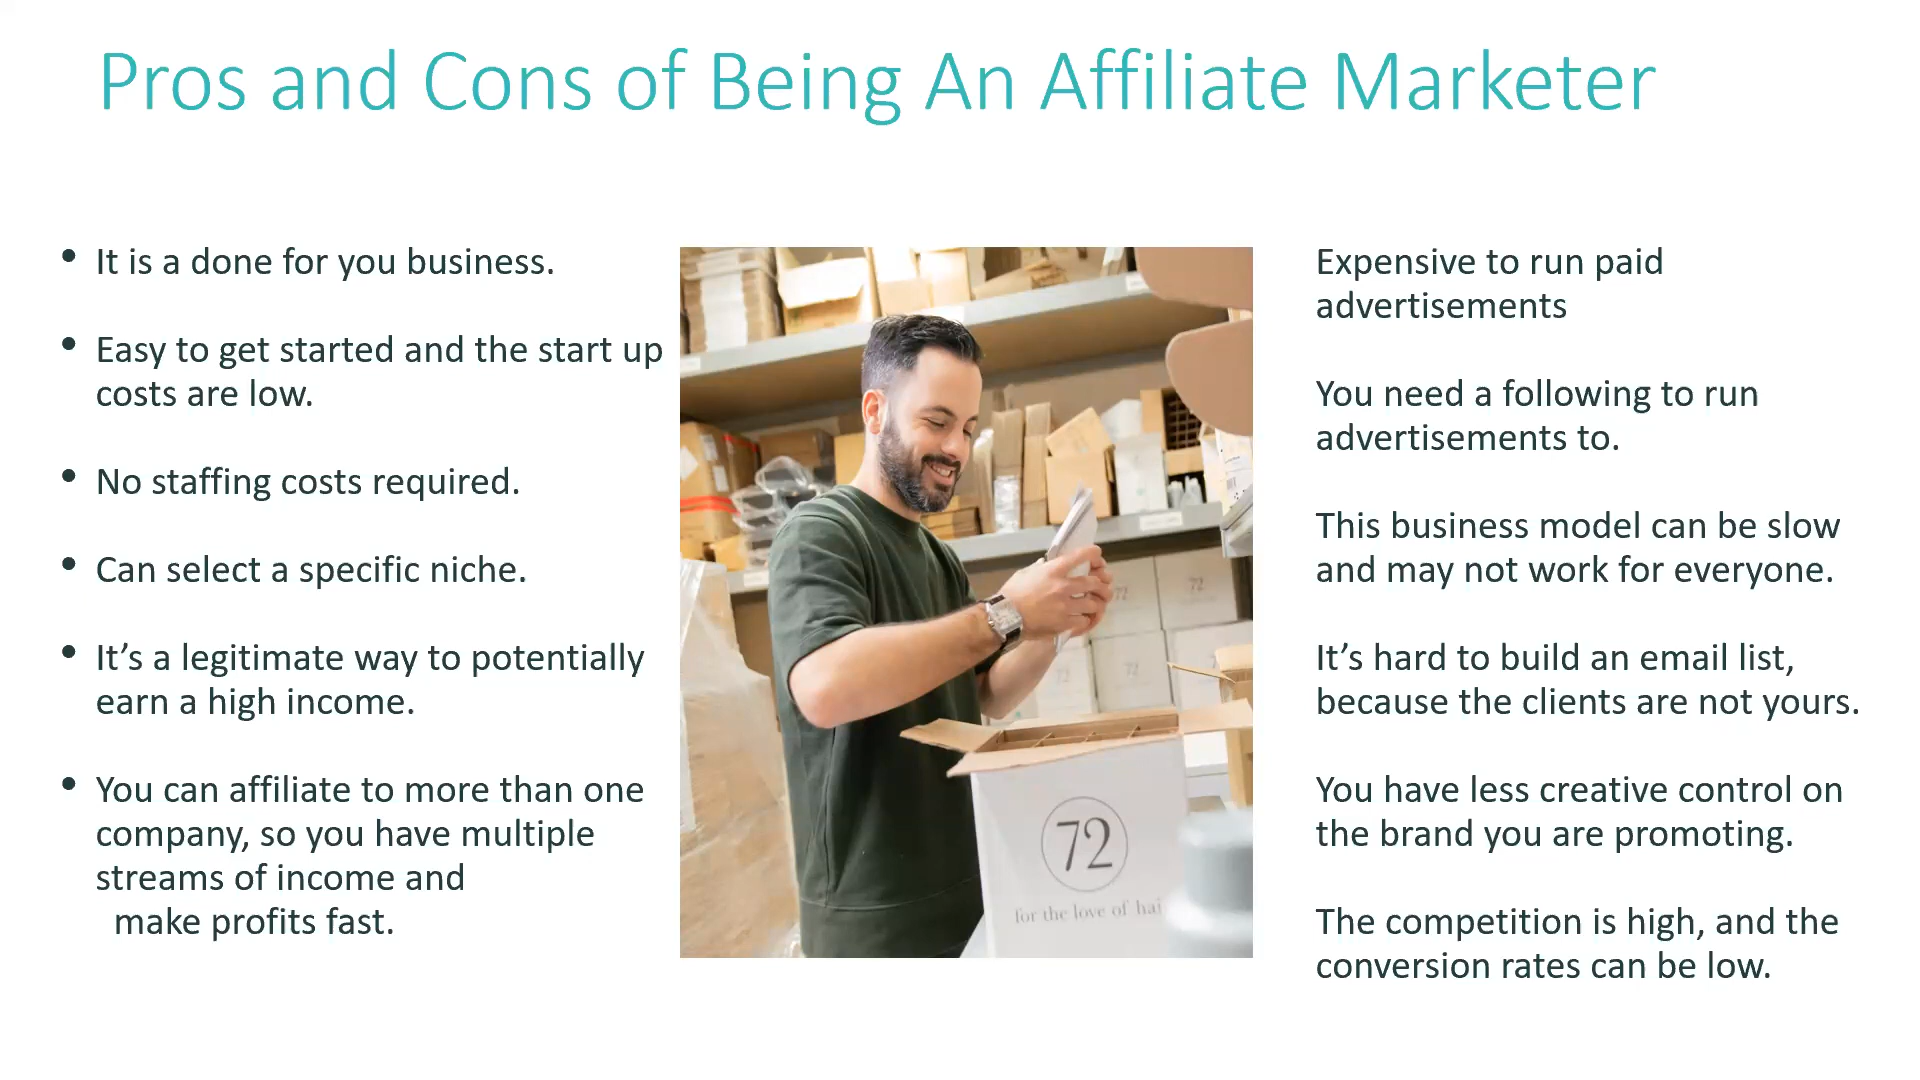 Pros and Cons of Being An Affiliate Marketer
• It is a done for you business.
• Easy to get started and the start up
costs are low.
• No staffing costs required.
• Can select a specific niche.
• It’s a legitimate way to potentially
earn a high income.
• You can affiliate to more than one
company, so you have multiple
streams of income and
make profits fast.
72
for the love of hai
72
72
72
72
Expensive to run paid
advertisements
You need a following to run
advertisements to.
This business model can be slow
and may not work for everyone.
It’s hard to build an email list,
because the clients are not yours.
You have less creative control on
the brand you are promoting.
The competition is high, and the
conversion rates can be low.